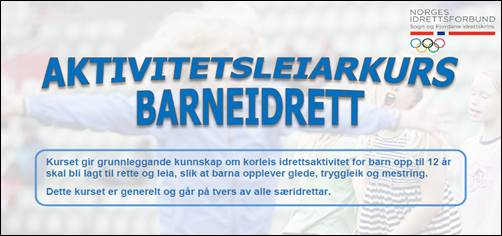 NORGES
IDRETTSFORBUND
Sogn og Fjordane idrettskrins
AKTIVITETSLEIARKURS
BARNEIDRETT
Kurset gir grunnleggande kunnskap om korleis idrettsaktivitet for barn opp til 12 år
skal bli lagt til rette og leia, slik at barna opplever glede, tryggleik og mestring.
Dette kurset er generelt og går på tvers av alle særidrettar.